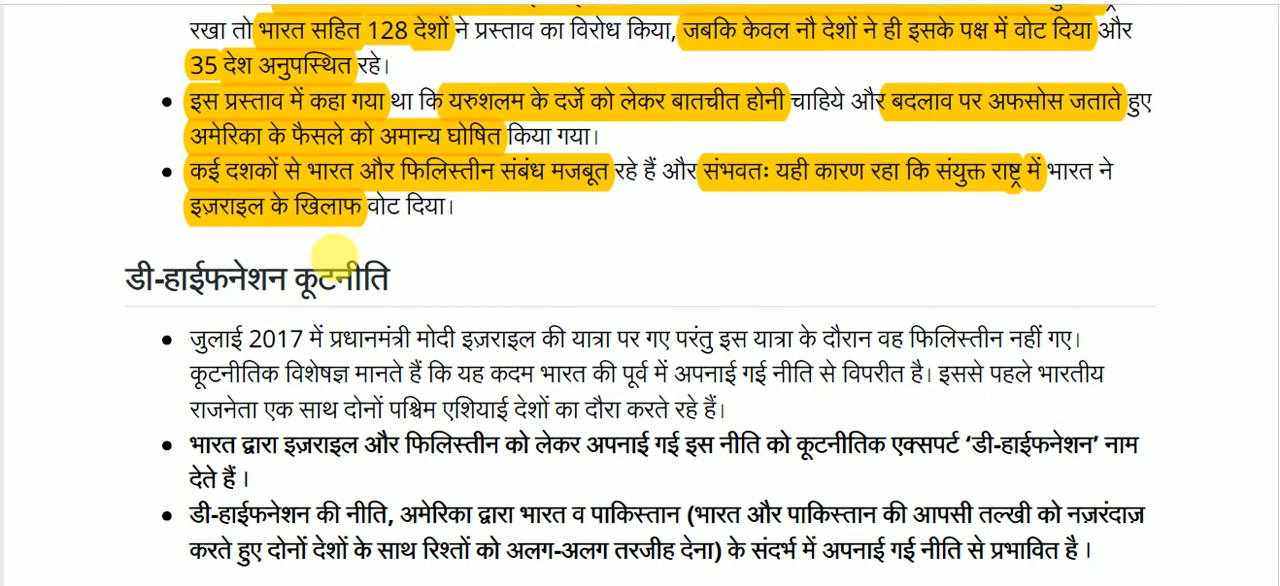 रखा तो भारत सहित 128 देशों ने प्रस्ताव का विरोध किया, जबकि केवल नौ देशों ने ही इसके पक्ष में वोट दिया और
35 देश अनुपस्थित रहे।
• इस प्रस्ताव में कहा गया था कि यरुशलम के दर्जे को लेकर बातचीत होनी चाहिये और बदलाव पर अफसोस जताते हुए
अमेरिका के फैसले को अमान्य घोषित किया गया।
• कई दशकों से भारत और फिलिस्तीन संबंध मजबूत रहे हैं और संभवतः यही कारण रहा कि संयुक्त राष्ट्र में भारत ने
इज़राइल के खिलाफ वोट दिया।
डी-हाईफनेशन कूटनीति
• जुलाई 2017 में प्रधानमंत्री मोदी इज़राइल की यात्रा पर गए परंतु इस यात्रा के दौरान वह फिलिस्तीन नहीं गए।
कूटनीतिक विशेषज्ञ मानते हैं कि यह कदम भारत की पूर्व में अपनाई गई नीति से विपरीत है। इससे पहले भारतीय
राजनेता एक साथ दोनों पश्चिम एशियाई देशों का दौरा करते रहे हैं।
• भारत द्वारा इज़राइल और फिलिस्तीन को लेकर अपनाई गई इस नीति को कूटनीतिक एक्सपर्ट ‘डी-हाईफनेशन’ नाम
देते हैं ।
• डी-हाईफनेशन की नीति, अमेरिका द्वारा भारत व पाकिस्तान (भारत और पाकिस्तान की आपसी तल्खी को नज़रंदाज़
करते हुए दोनों देशों के साथ रिश्तों को अलग-अलग तरजीह देना) के संदर्भ में अपनाई गई नीति से प्रभावित है ।